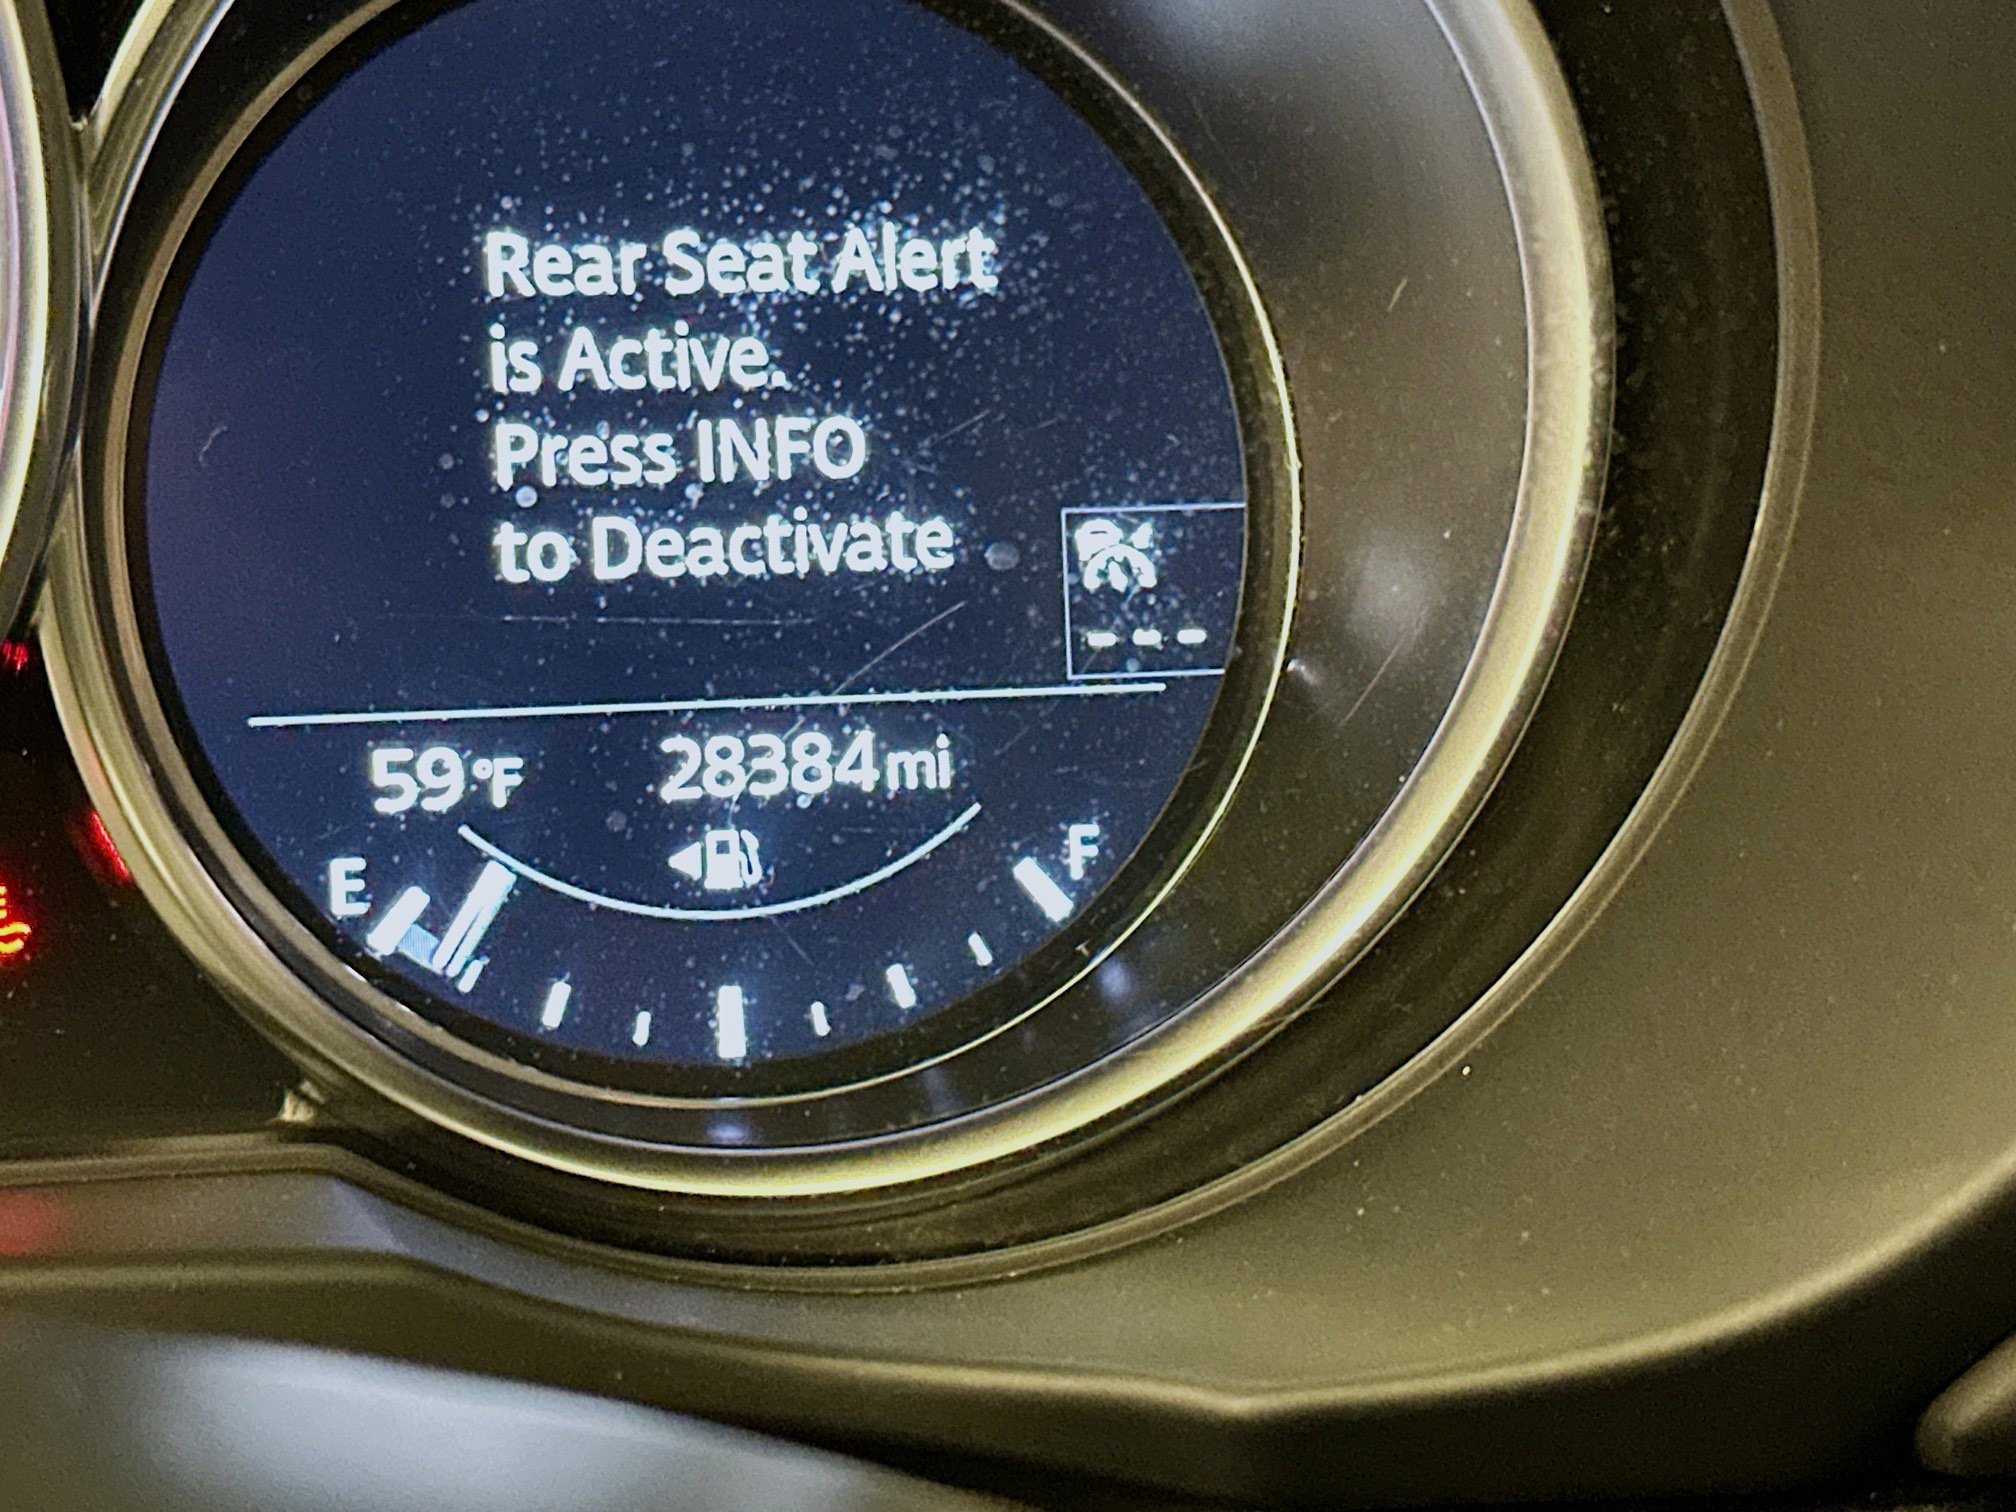 Rear Seat Alert
is Active.
Press INFO
to Deactivate
---
59°F 28384mi
E F